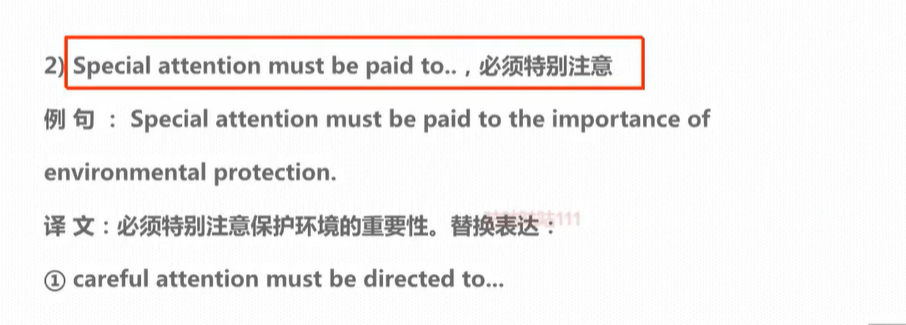 2) Special attention must be paid to..，必须特别注意
例 句 ： Special attention must be paid to the importance of
environmental protection.
译 文：必须特别注意保护环境的重要性。替换表达：
① careful attention must be directed to...